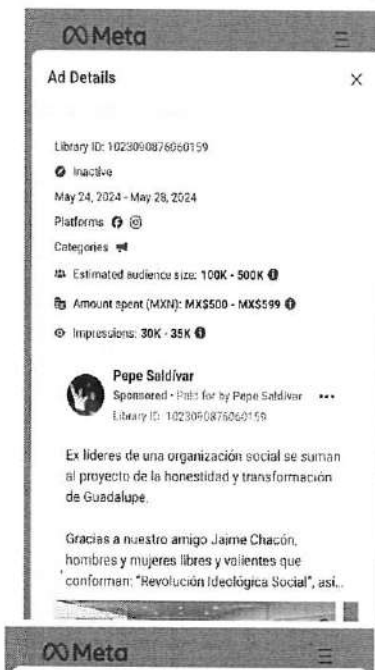 Meta
Ad Details
Library ID: 1023090876060159
Inactive
May 24, 2024 - May 28, 2024
Platforms
Categories
Estimated audience size: 100K - 500K
Amount spent (MXN): MX$500 - MX$599
Impressions: 30K - 35K
Pepe Saldívar
Sponsored • Paid for by Pepe Saldívar
Library ID: 1023090876060159
Ex líderes de una organización social se suman
al proyecto de la honestidad y transformación
de Guadalupe.
Gracias a nuestro amigo Jaime Chacón,
hombres y mujeres libres y valientes que
conforman: "Revolución Ideológica Social", así...
Meta